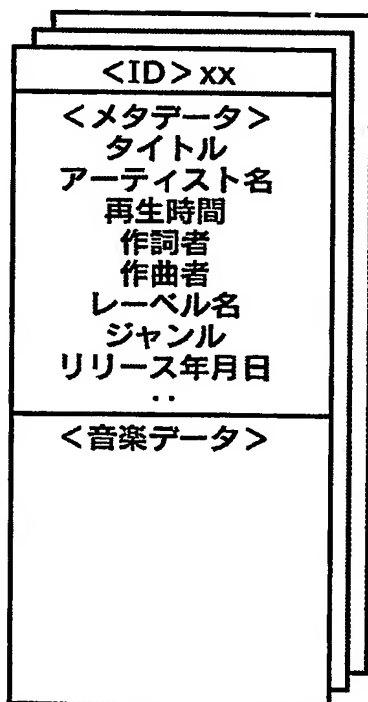 <ID>xx
<メタデータ>
タイトル
アーティスト名
再生時間
作詞者
作曲者
レーベル名
ジャンル
リリース年月日
‥
<音楽データ>